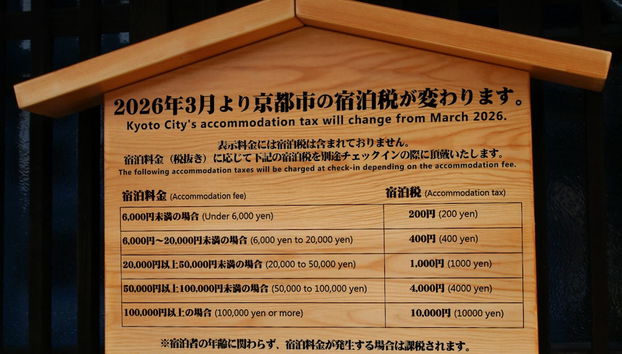 2026年3月より京都市の宿泊税が変わります。
Kyoto City's accommodation tax will change from March 2026.
表示料金には宿泊税は含まれておりません。
宿泊料金（税抜き）に応じて下記の宿泊税を別途チェックインの際に頂戴いたします。
The following accommodation taxes will be charged at check-in depending on the accommodation fee.
宿泊料金 (Accommodation fee) 宿泊税 (Accommodation tax)
6,000円未満の場合 (Under 6,000 yen) 200円 (200 yen)
6,000円〜20,000円未満の場合 (6,000 yen to 20,000 yen) 400円 (400 yen)
20,000円以上50,000円未満の場合 (20,000 to 50,000 yen) 1,000円 (1000 yen)
50,000円以上100,000円未満の場合 (50,000 to 100,000 yen) 4,000円 (4000 yen)
100,000円以上の場合 (100,000 yen or more) 10,000円 (10000 yen)
※宿泊者の年齢に関わらず、宿泊料金が発生する場合は課税されます。